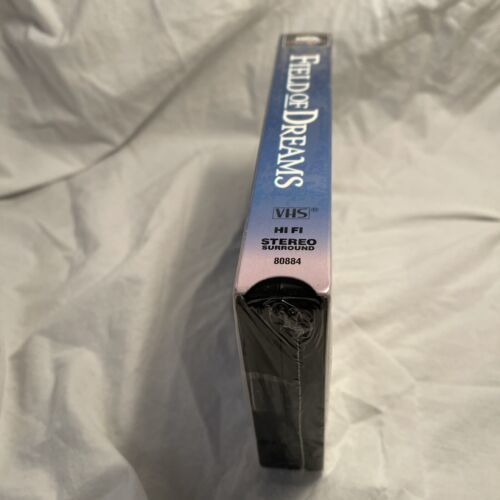 FIELD OF DREAMS
VHS®
HI FI
STEREO
SURROUND
80884